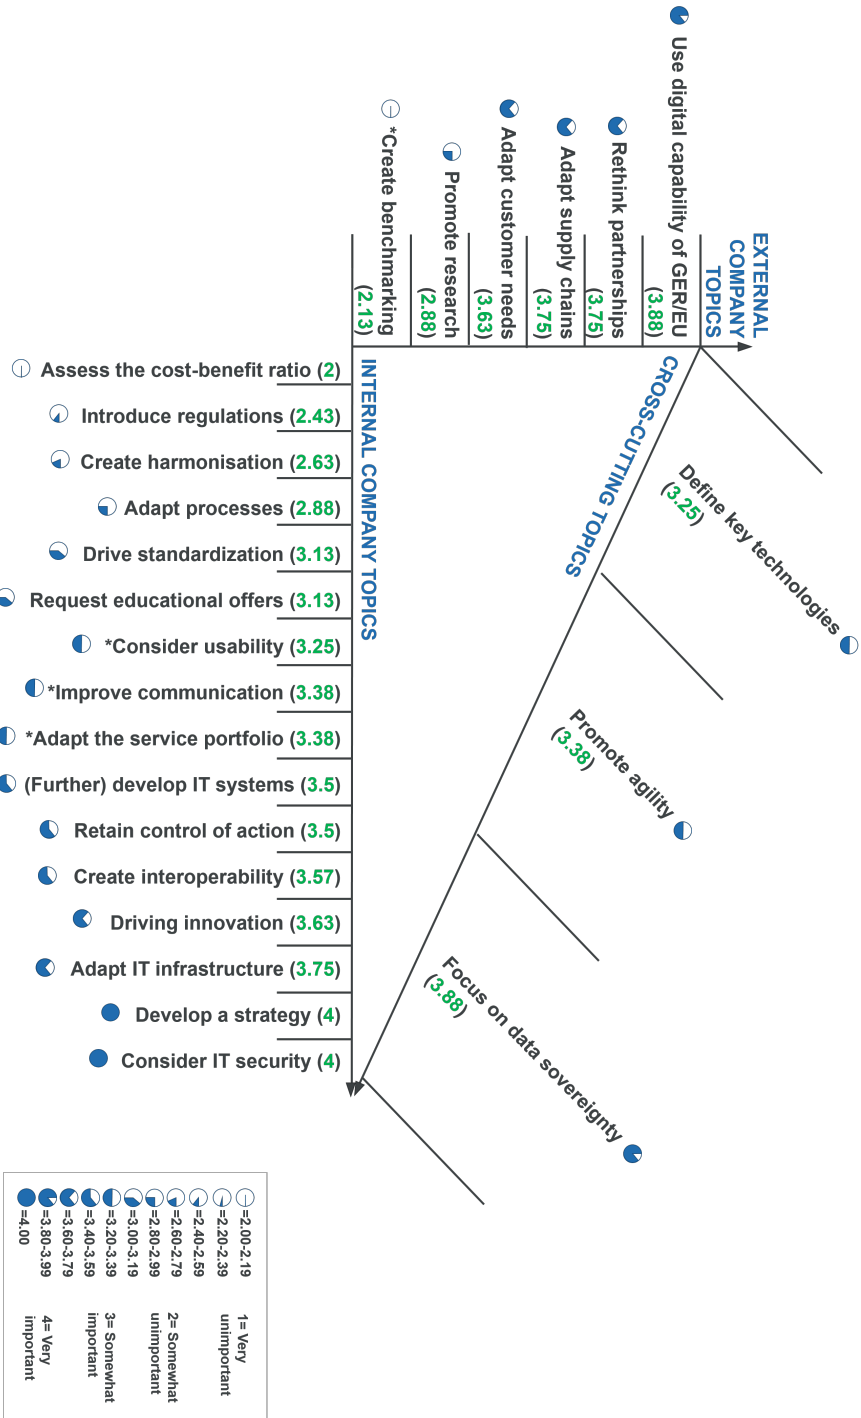 EXTERNAL
COMPANY
TOPICS
Use digital capability of GER/EU
(3.88)
Rethink partnerships
(3.75)
Adapt supply chains
(3.75)
Adapt customer needs
(3.63)
Promote research
(2.88)
*Create benchmarking
(2.13)
CROSS-CUTTING TOPICS
Define key technologies
(3.25)
Promote agility
(3.38)
Focus on data sovereignty
(3.88)
INTERNAL COMPANY TOPICS
Assess the cost-benefit ratio (2)
Introduce regulations (2.43)
Create harmonisation (2.63)
Adapt processes (2.88)
Drive standardization (3.13)
Request educational offers (3.13)
*Consider usability (3.25)
*Improve communication (3.38)
*Adapt the service portfolio (3.38)
(Further) develop IT systems (3.5)
Retain control of action (3.5)
Create interoperability (3.57)
Driving innovation (3.63)
Adapt IT infrastructure (3.75)
Develop a strategy (4)
Consider IT security (4)
=2.00-2.19
=2.20-2.39
=2.40-2.59
=2.60-2.79
=2.80-2.99
=3.00-3.19
=3.20-3.39
=3.40-3.59
=3.60-3.79
=3.80-3.99
=4.00
1= Very
unimportant
2= Somewhat
unimportant
3= Somewhat
important
4= Very
important